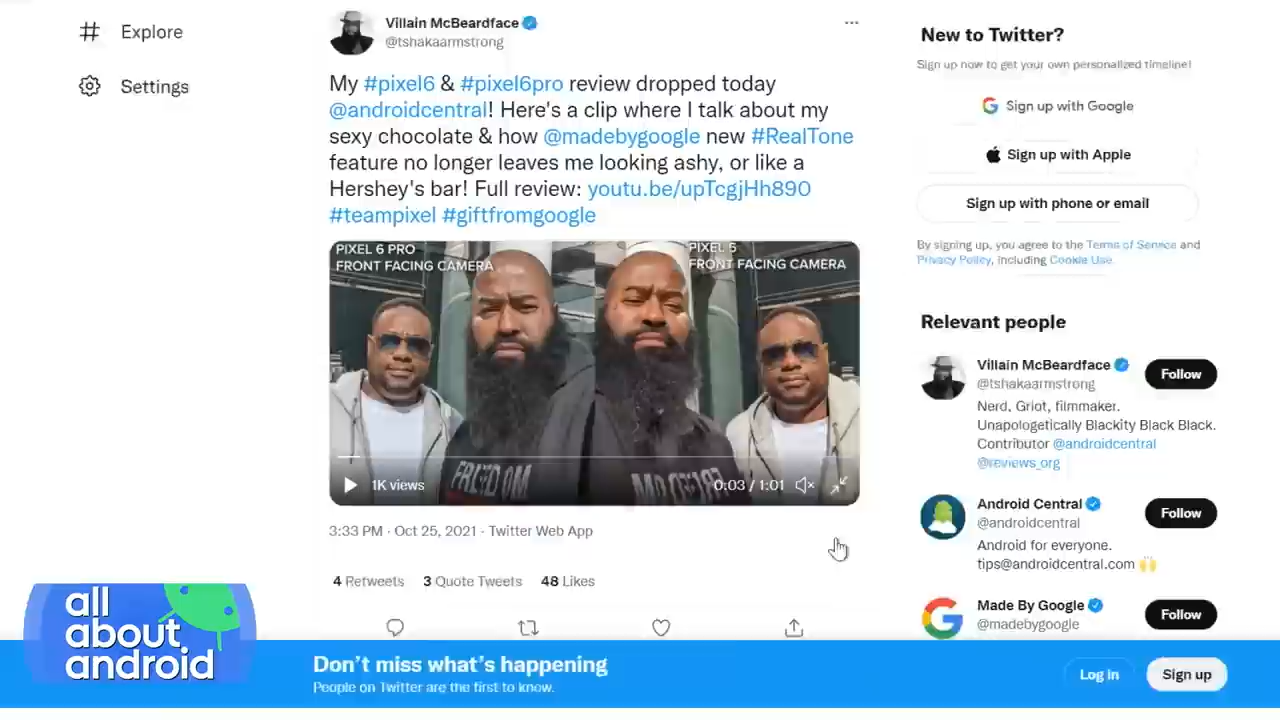 Explore
Settings
Villain McBeardface
@tshakaarmstrong
My #pixel6 & #pixel6pro review dropped today
@androidcentral! Here's a clip where I talk about my
sexy chocolate & how @madebygoogle new #RealTone
feature no longer leaves me looking ashy, or like a
Hershey's bar! Full review: youtu.be/upTcgjHh890
#teampixel #giftfromgoogle
PIXEL 6 PRO
FRONT FACING CAMERA
PIXEL 5
FRONT FACING CAMERA
1K views
0:03 / 1:01
3:33 PM · Oct 25, 2021 · Twitter Web App
4 Retweets 3 Quote Tweets 48 Likes
New to Twitter?
Sign up now to get your own personalized timeline!
Sign up with Google
Sign up with Apple
Sign up with phone or email
By signing up, you agree to the Terms of Service and
Privacy Policy, including Cookie Use.
Relevant people
Villain McBeardface
@tshakaarmstrong
Follow
Nerd, Griot, filmmaker.
Unapologetically Blackity Black Black.
Contributor @androidcentral
@reviews_org
Android Central
@androidcentral
Follow
Android for everyone.
tips@androidcentral.com 🙌
Made By Google
@madebygoogle
Follow
all
about
android
Don't miss what's happening
People on Twitter are the first to know.
Log in
Sign up